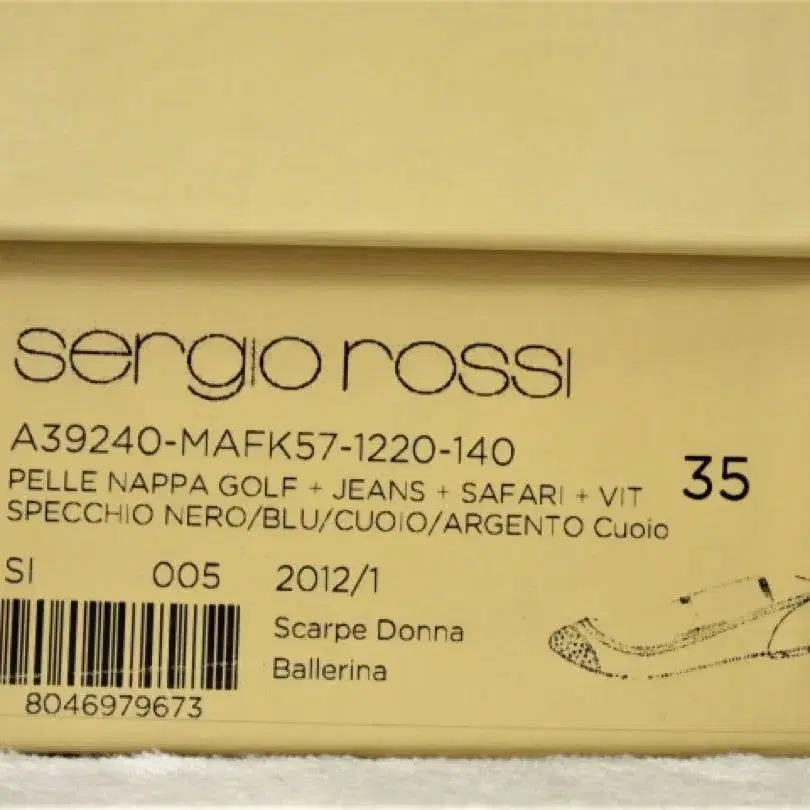 sergio rossi
A39240-MAFK57-1220-140
35
PELLE NAPPA GOLF + JEANS + SAFARI + VIT
SPECCHIO NERO/BLU/CUOIO/ARGENTO Cuoio
SI 005 2012/1
Scarpe Donna
Ballerina
8046979673